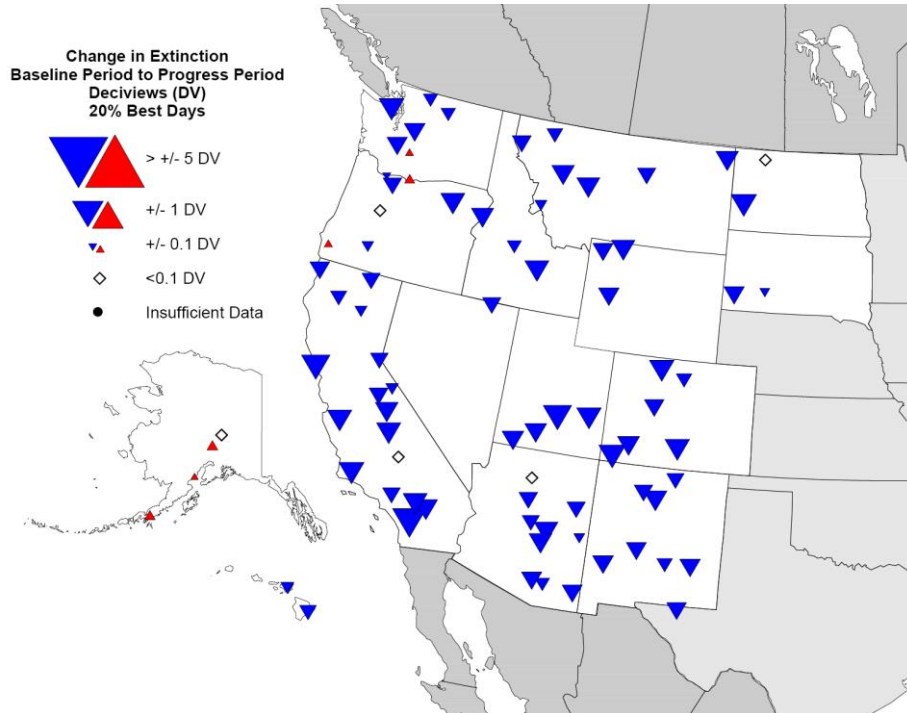 Change in Extinction
Baseline Period to Progress Period
Deciviews (DV)
20% Best Days
> +/- 5 DV
+/- 1 DV
+/- 0.1 DV
<0.1 DV
Insufficient Data